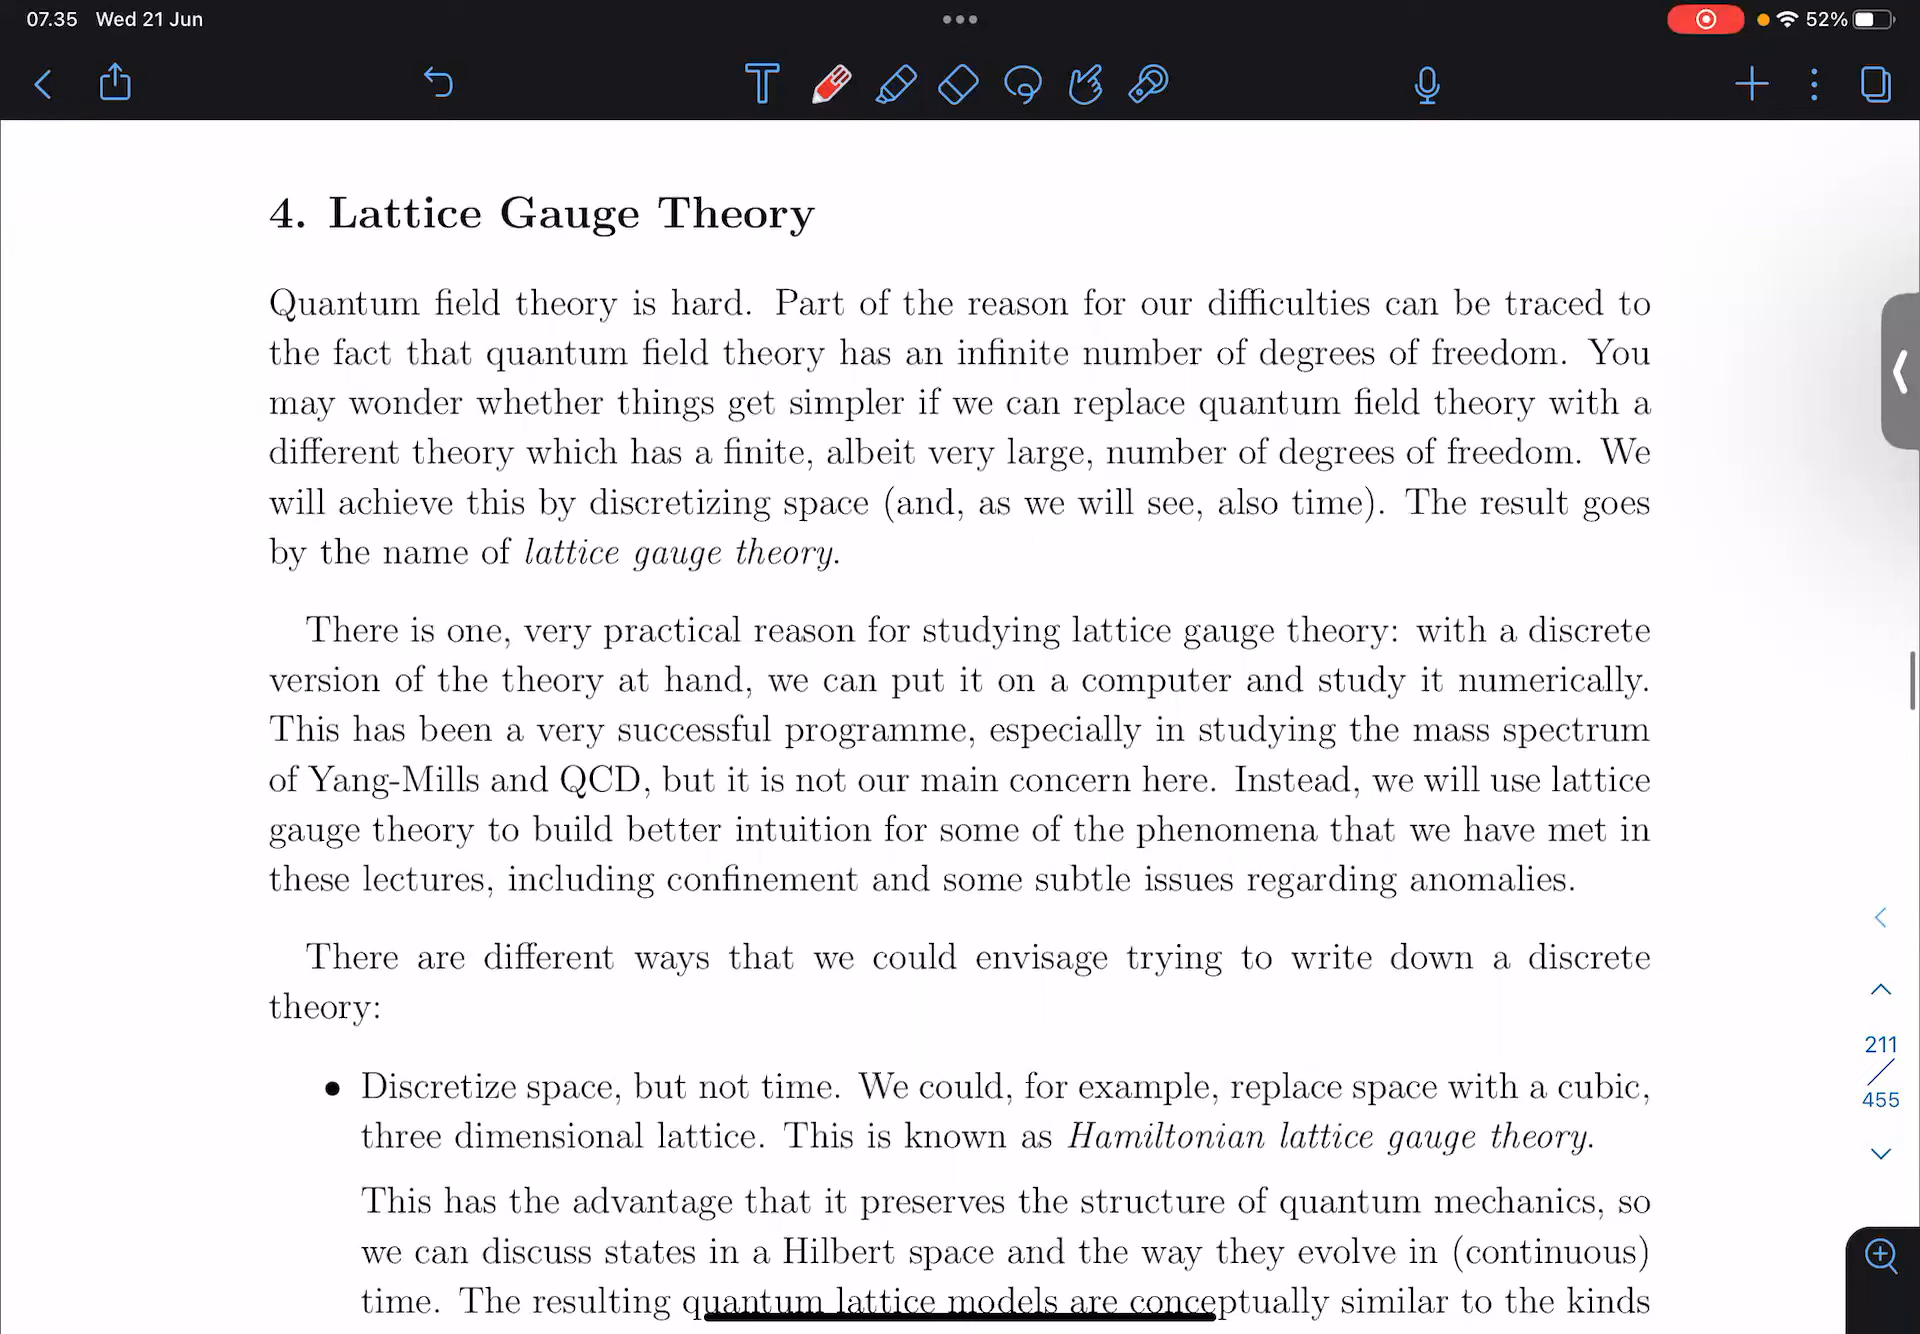 07.35 Wed 21 Jun
52%
4. Lattice Gauge Theory
Quantum field theory is hard. Part of the reason for our difficulties can be traced to
the fact that quantum field theory has an infinite number of degrees of freedom. You
may wonder whether things get simpler if we can replace quantum field theory with a
different theory which has a finite, albeit very large, number of degrees of freedom. We
will achieve this by discretizing space (and, as we will see, also time). The result goes
by the name of lattice gauge theory.
There is one, very practical reason for studying lattice gauge theory: with a discrete
version of the theory at hand, we can put it on a computer and study it numerically.
This has been a very successful programme, especially in studying the mass spectrum
of Yang-Mills and QCD, but it is not our main concern here. Instead, we will use lattice
gauge theory to build better intuition for some of the phenomena that we have met in
these lectures, including confinement and some subtle issues regarding anomalies.
There are different ways that we could envisage trying to write down a discrete
theory:
• Discretize space, but not time. We could, for example, replace space with a cubic,
three dimensional lattice. This is known as Hamiltonian lattice gauge theory.
This has the advantage that it preserves the structure of quantum mechanics, so
we can discuss states in a Hilbert space and the way they evolve in (continuous)
time. The resulting quantum lattice models are conceptually similar to the kinds
211
/
455